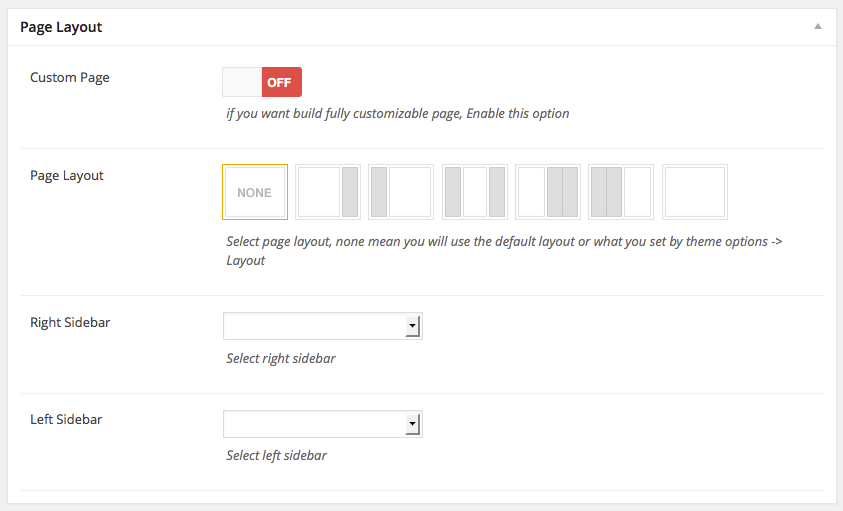 Page Layout
Custom Page
OFF
if you want build fully customizable page, Enable this option
Page Layout
NONE
Select page layout, none mean you will use the default layout or what you set by theme options ->
Layout
Right Sidebar
Select right sidebar
Left Sidebar
Select left sidebar